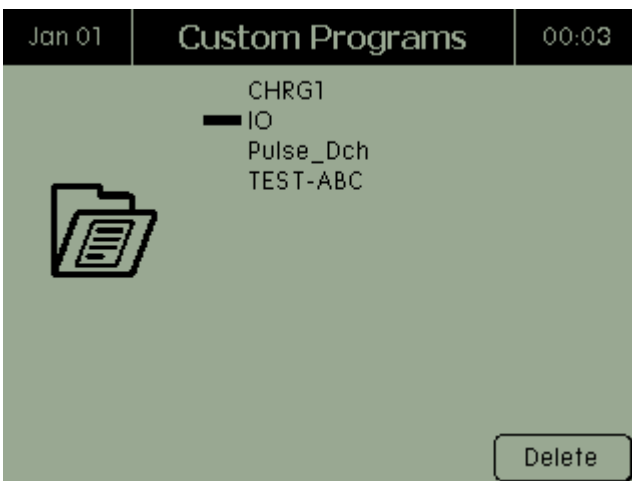 Jan 01 Custom Programs 00:03
CHRG1
IO
Pulse_Dch
TEST-ABC
Delete